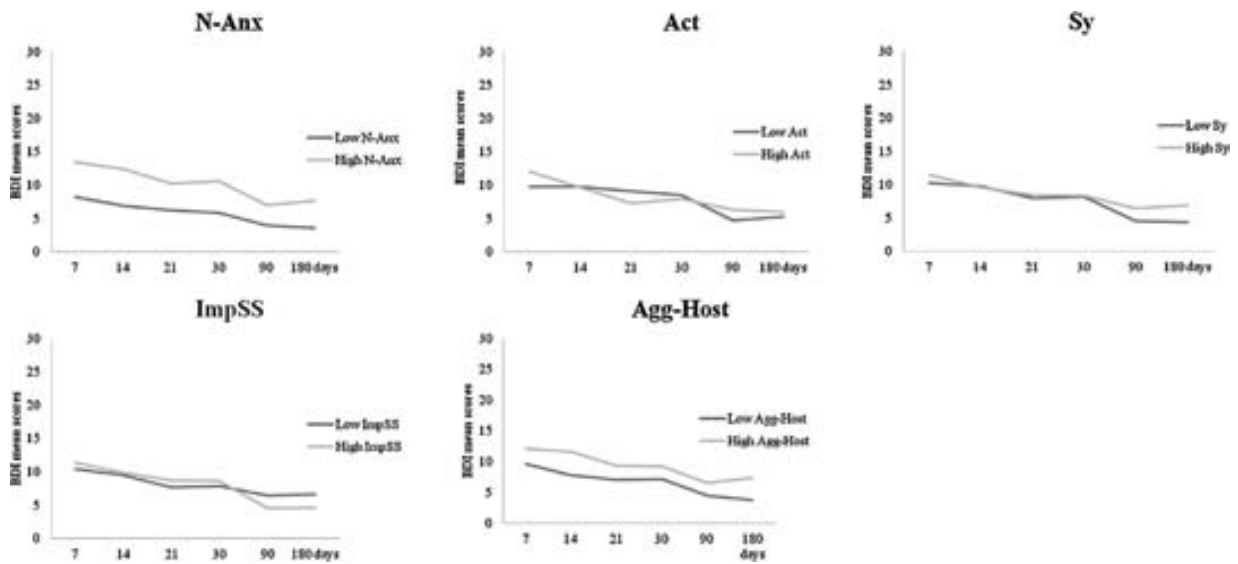 N-Anx
30
25
20
15
10
5
0
BDI mean scores
Low N-Anx
High N-Anx
7 14 21 30 90 180 days
Act
30
25
20
15
10
5
0
BDI mean scores
Low Act
High Act
7 14 21 30 90 180 days
Sy
30
25
20
15
10
5
0
BDI mean scores
Low Sy
High Sy
7 14 21 30 90 180 days
ImpSS
30
25
20
15
10
5
0
BDI mean scores
Low ImpSS
High ImpSS
7 14 21 30 90 180 days
Agg-Host
30
25
20
15
10
5
0
BDI mean scores
Low Agg-Host
High Agg-Host
7 14 21 30 90 180
days